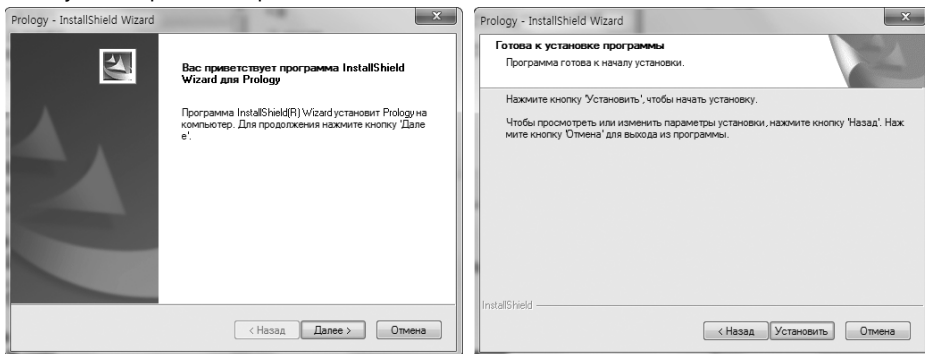 Prology - InstallShield Wizard
Вас приветствует программа InstallShield
Wizard для Prology
Программа InstallShield(R) Wizard установит Prology на
компьютер. Для продолжения нажмите кнопку 'Дале
е'.
< Назад
Далее >
Отмена
Prology - InstallShield Wizard
Готова к установке программы
Программа готова к началу установки.
Нажмите кнопку 'Установить', чтобы начать установку.
Чтобы просмотреть или изменить параметры установки, нажмите кнопку 'Назад'. Наж
мите кнопку 'Отмена' для выхода из программы.
InstallShield
< Назад
Установить
Отмена